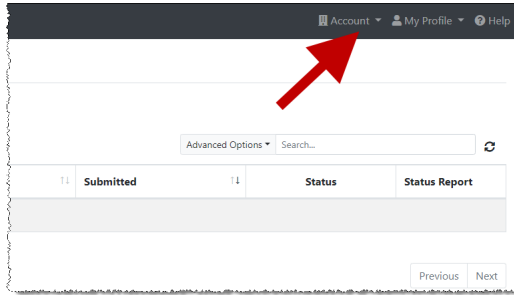 Account My Profile Help
Advanced Options Search...
Submitted Status Status Report
Previous Next